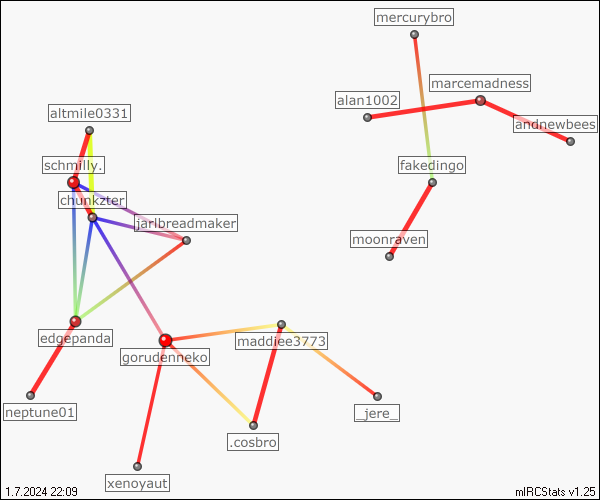 mercurybro
marcemadness
alan1002
altmile0331
andnewbees
schmilly.
fakedingo
chunkzter
jarlbreadmaker
moonraven
edgepanda
maddiee3773
gorudenneko
neptune01
_jere_
.cosbro
xenoyaut
1.7.2024 22:09
mIRCStats v1.25